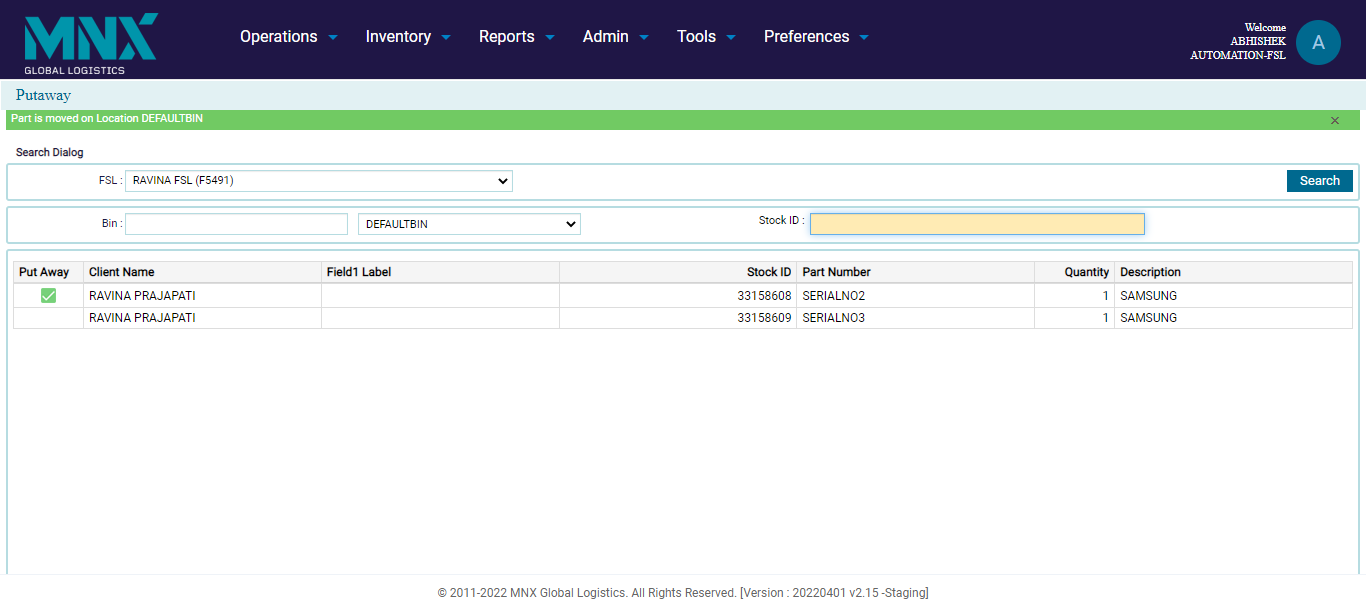 MNX
GLOBAL LOGISTICS
Operations Inventory Reports Admin Tools Preferences
Welcome
ABHISHEK
AUTOMATION-FSL
A
Putaway
Part is moved on Location DEFAULTBIN ×
Search Dialog
FSL : RAVINA FSL (F5491) Search
Bin : DEFAULTBIN Stock ID :
Put Away Client Name Field1 Label Stock ID Part Number Quantity Description
RAVINA PRAJAPATI 33158608 SERIALNO2 1 SAMSUNG
RAVINA PRAJAPATI 33158609 SERIALNO3 1 SAMSUNG
© 2011-2022 MNX Global Logistics. All Rights Reserved. [Version : 20220401 v2.15 -Staging]